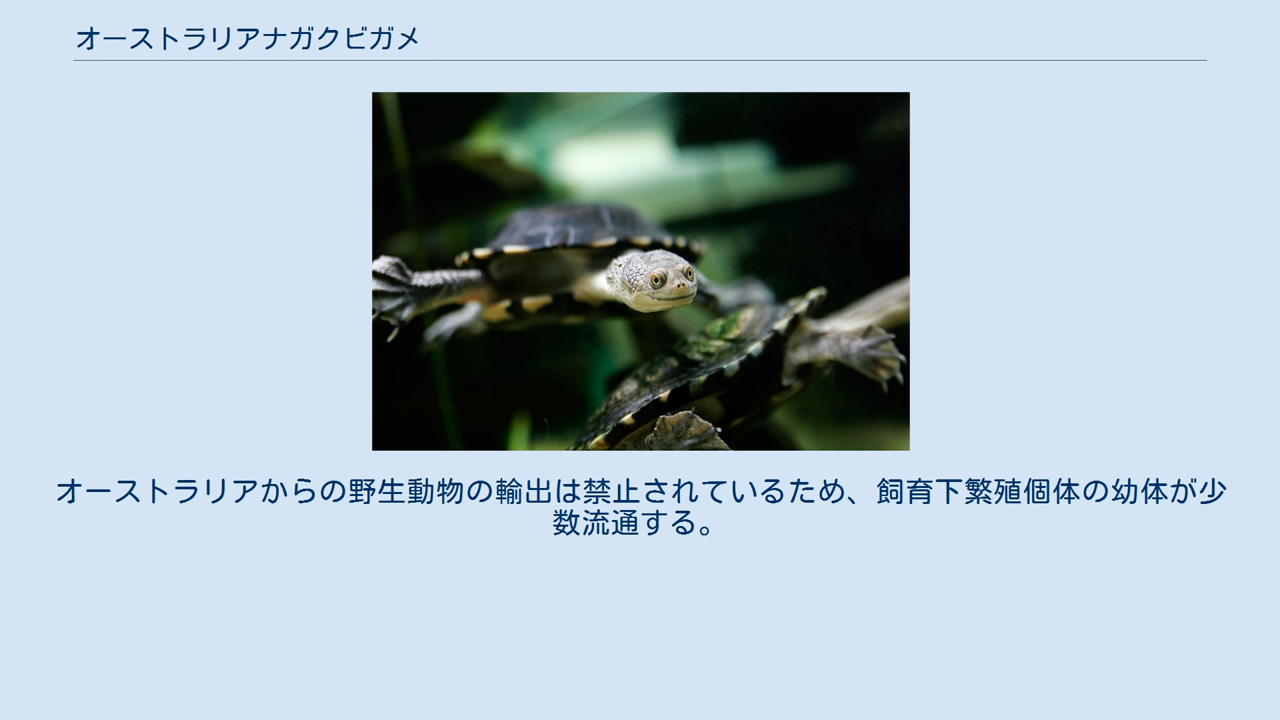 オーストラリアナガクビガメ
オーストラリアからの野生動物の輸出は禁止されているため、飼育下繁殖個体の幼体が少
数流通する。